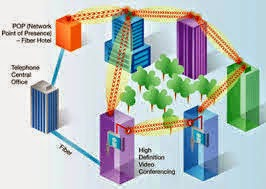 POP (Network
Point of Presence)
– Fiber Hotel
Telephone
Central
Office
Fiber
High
Definition
Video
Conferencing